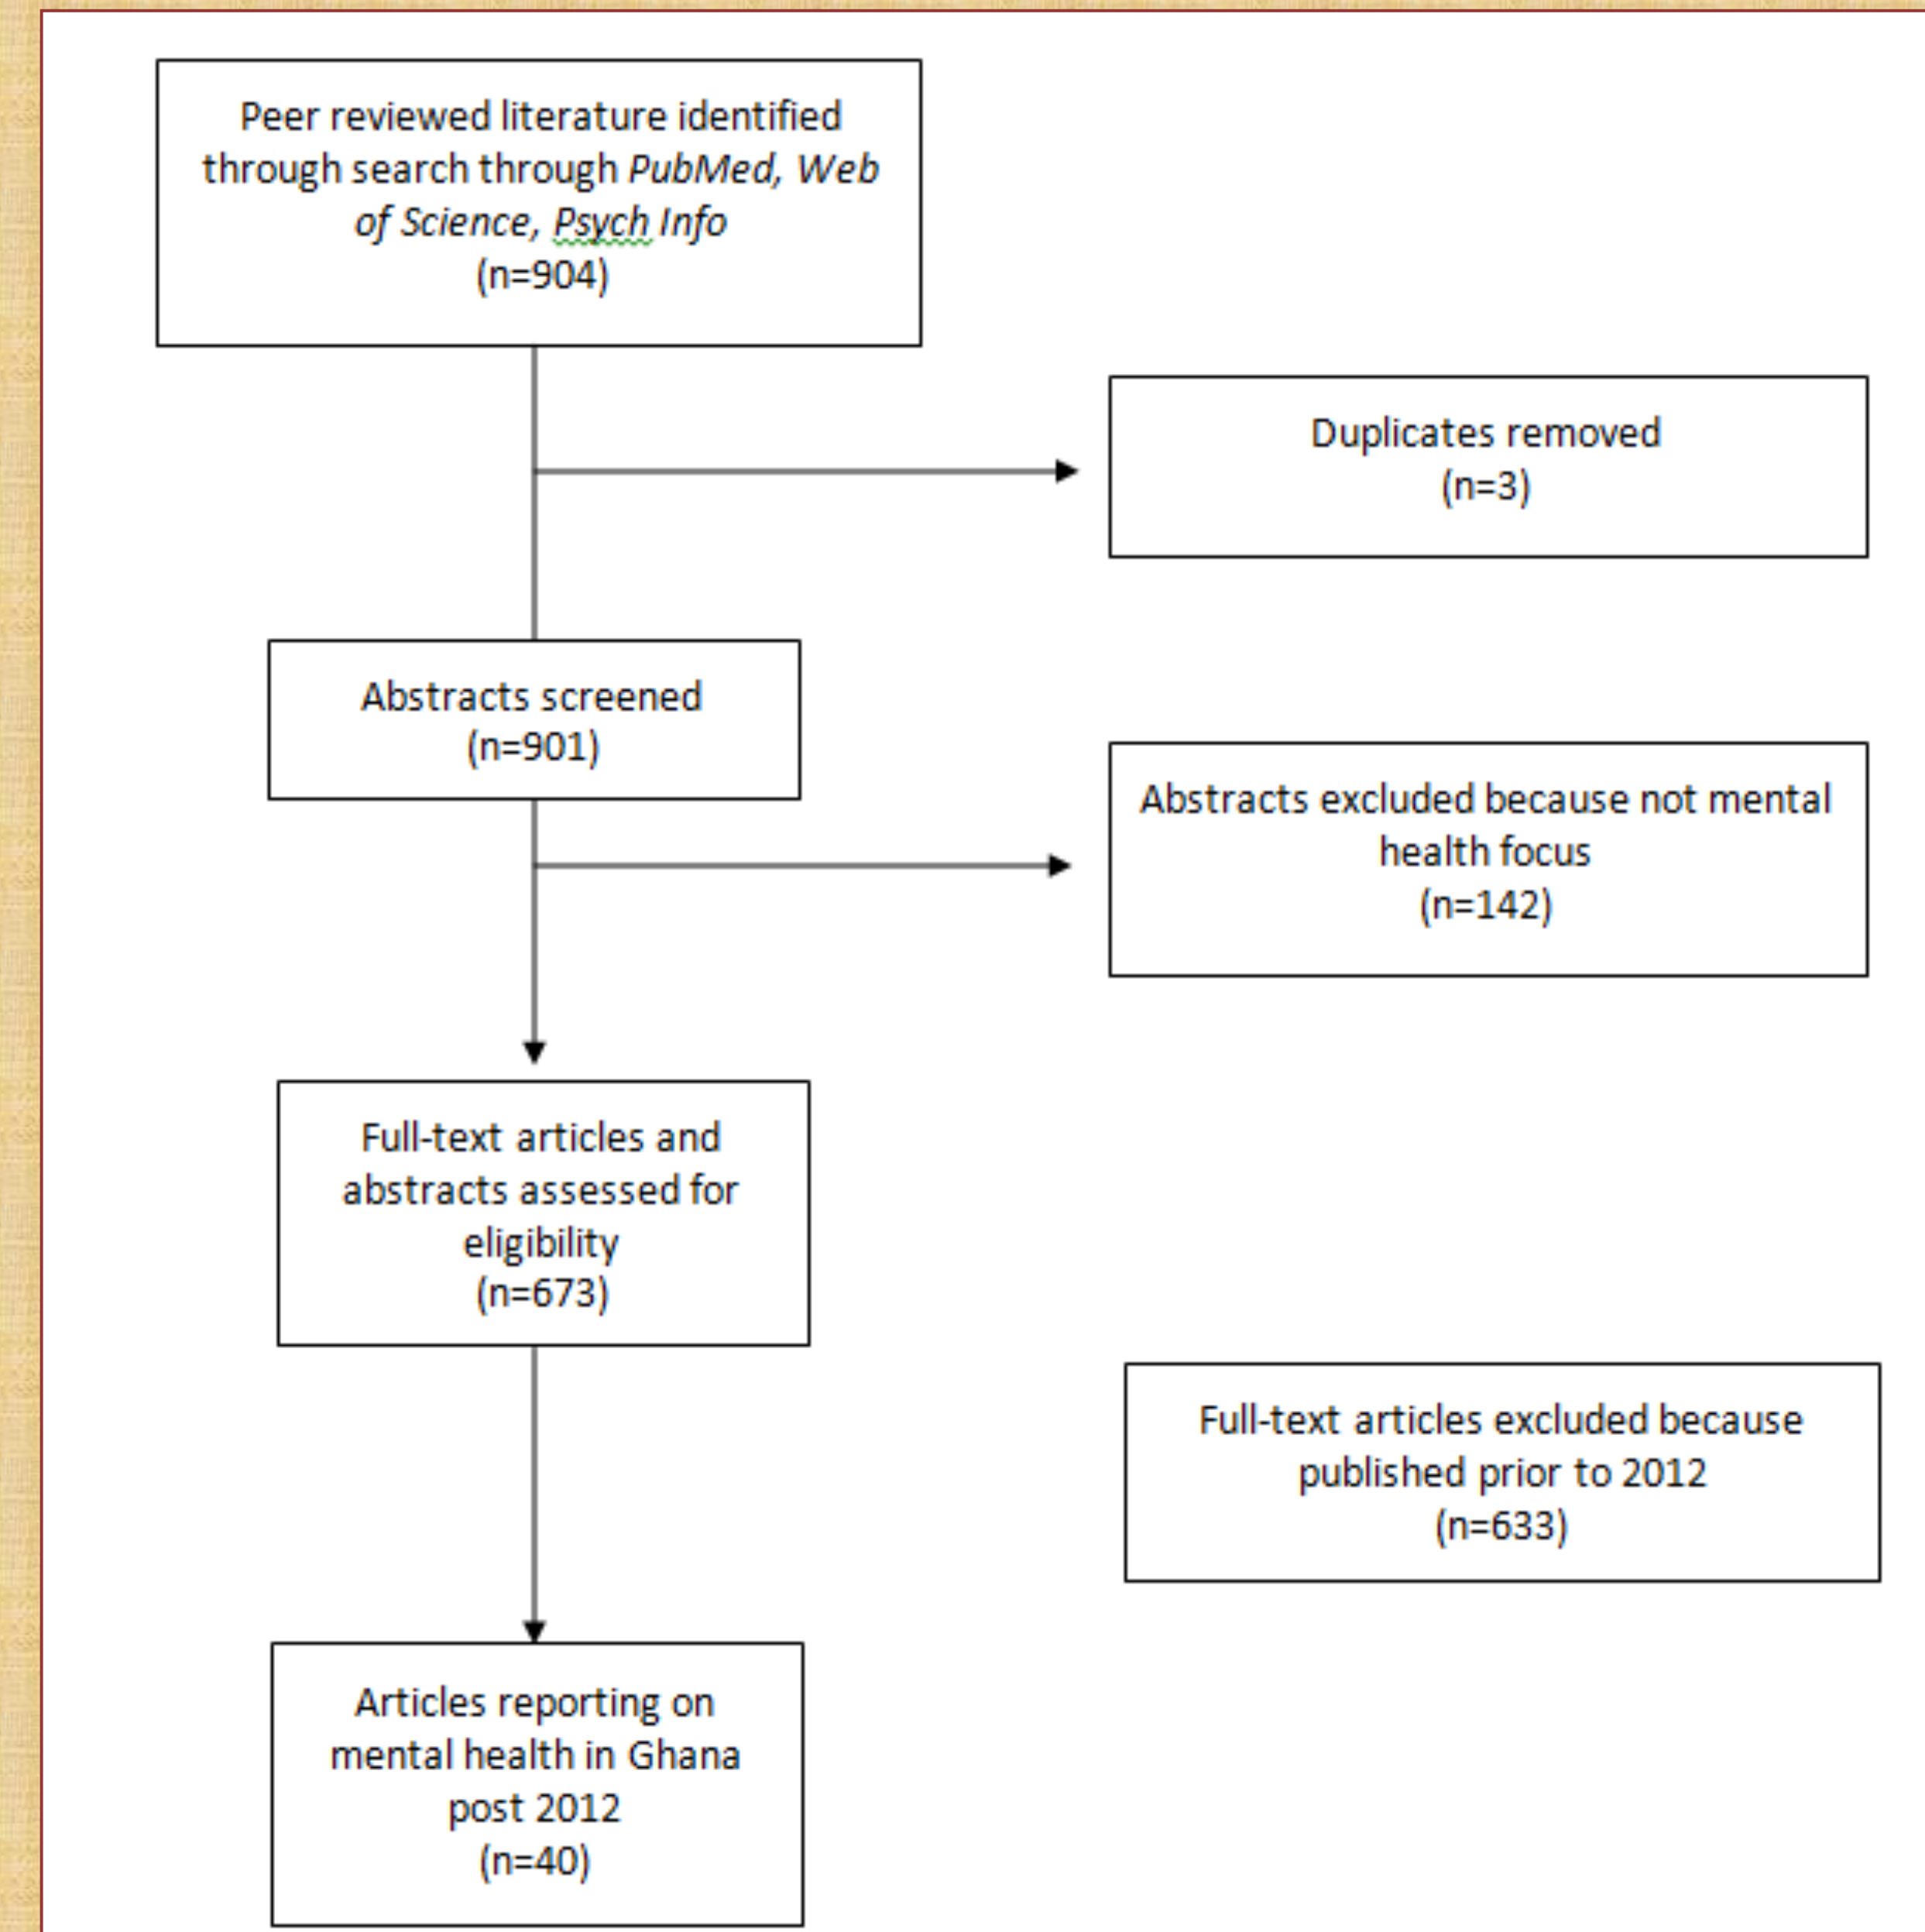 Peer reviewed literature identified
through search through PubMed, Web
of Science, Psych Info
(n=904)
Duplicates removed
(n=3)
Abstracts screened
(n=901)
Abstracts excluded because not mental
health focus
(n=142)
Full-text articles and
abstracts assessed for
eligibility
(n=673)
Full-text articles excluded because
published prior to 2012
(n=633)
Articles reporting on
mental health in Ghana
post 2012
(n=40)